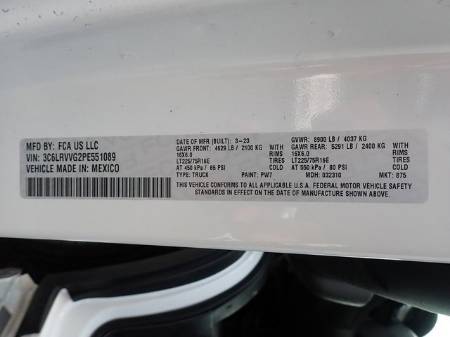 MFD BY: FCA US LLC
VIN: 3C6LRVVG2PE551089
VEHICLE MADE IN: MEXICO
DATE OF MFR (BUILT): 3-23 GVWR: 8900 LB / 4037 KG
GAWR FRONT: 4629 LB / 2100 KG WITH GAWR REAR: 5291 LB / 2400 KG WITH
16X6.0 TIRES 16X6.0 TIRES
LT225/75R16E RIMS LT225/75R16E RIMS
AT 450 kPa / 65 PSI COLD AT 550 kPa / 80 PSI COLD
TYPE: TRUCK PAINT: PW7 MDH: 032310 MKT: 875
THIS VEHICLE CONFORMS TO ALL APPLICABLE U.S.A. FEDERAL MOTOR VEHICLE SAFETY
STANDARDS IN EFFECT ON THE DATE OF MANUFACTURE SHOWN ABOVE.